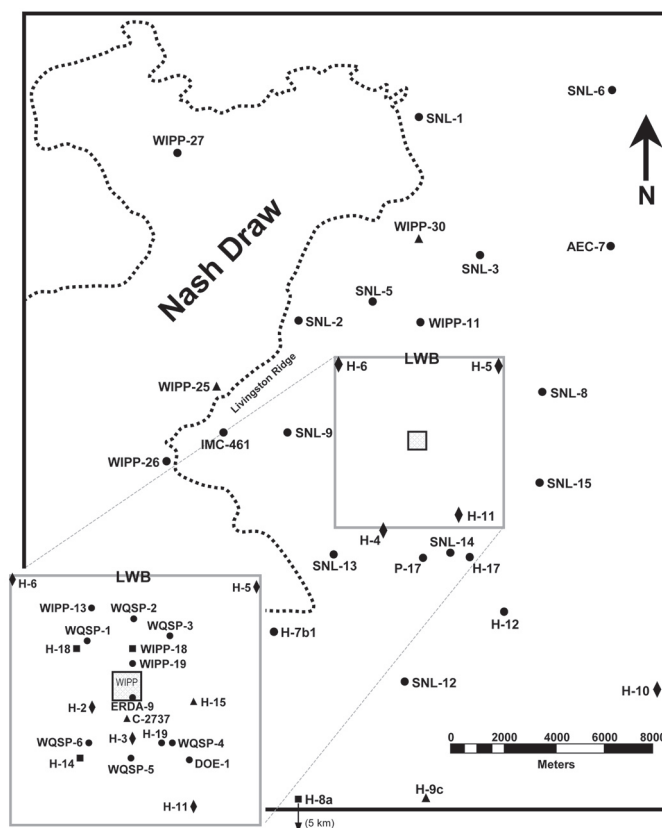 SNL-6
SNL-1
WIPP-27
N
WIPP-30
AEC-7
SNL-3
Nash Draw
SNL-5
SNL-2
WIPP-11
LWB
H-6
H-5
Livingston Ridge
WIPP-25
SNL-8
IMC-461
SNL-9
WIPP-26
SNL-15
H-11
H-4
SNL-14
SNL-13
P-17
H-17
LWB
H-6
H-5
WIPP-13
WQSP-2
H-12
WQSP-1
WQSP-3
H-7b1
H-18
WIPP-18
WIPP-19
WIPP
SNL-12
H-10
ERDA-9
H-15
H-2
C-2737
H-3
H-19
WQSP-6
WQSP-4
H-14
WQSP-5
DOE-1
0 2000 4000 6000 8000
Meters
H-11
H-8a
H-9c
(5 km)